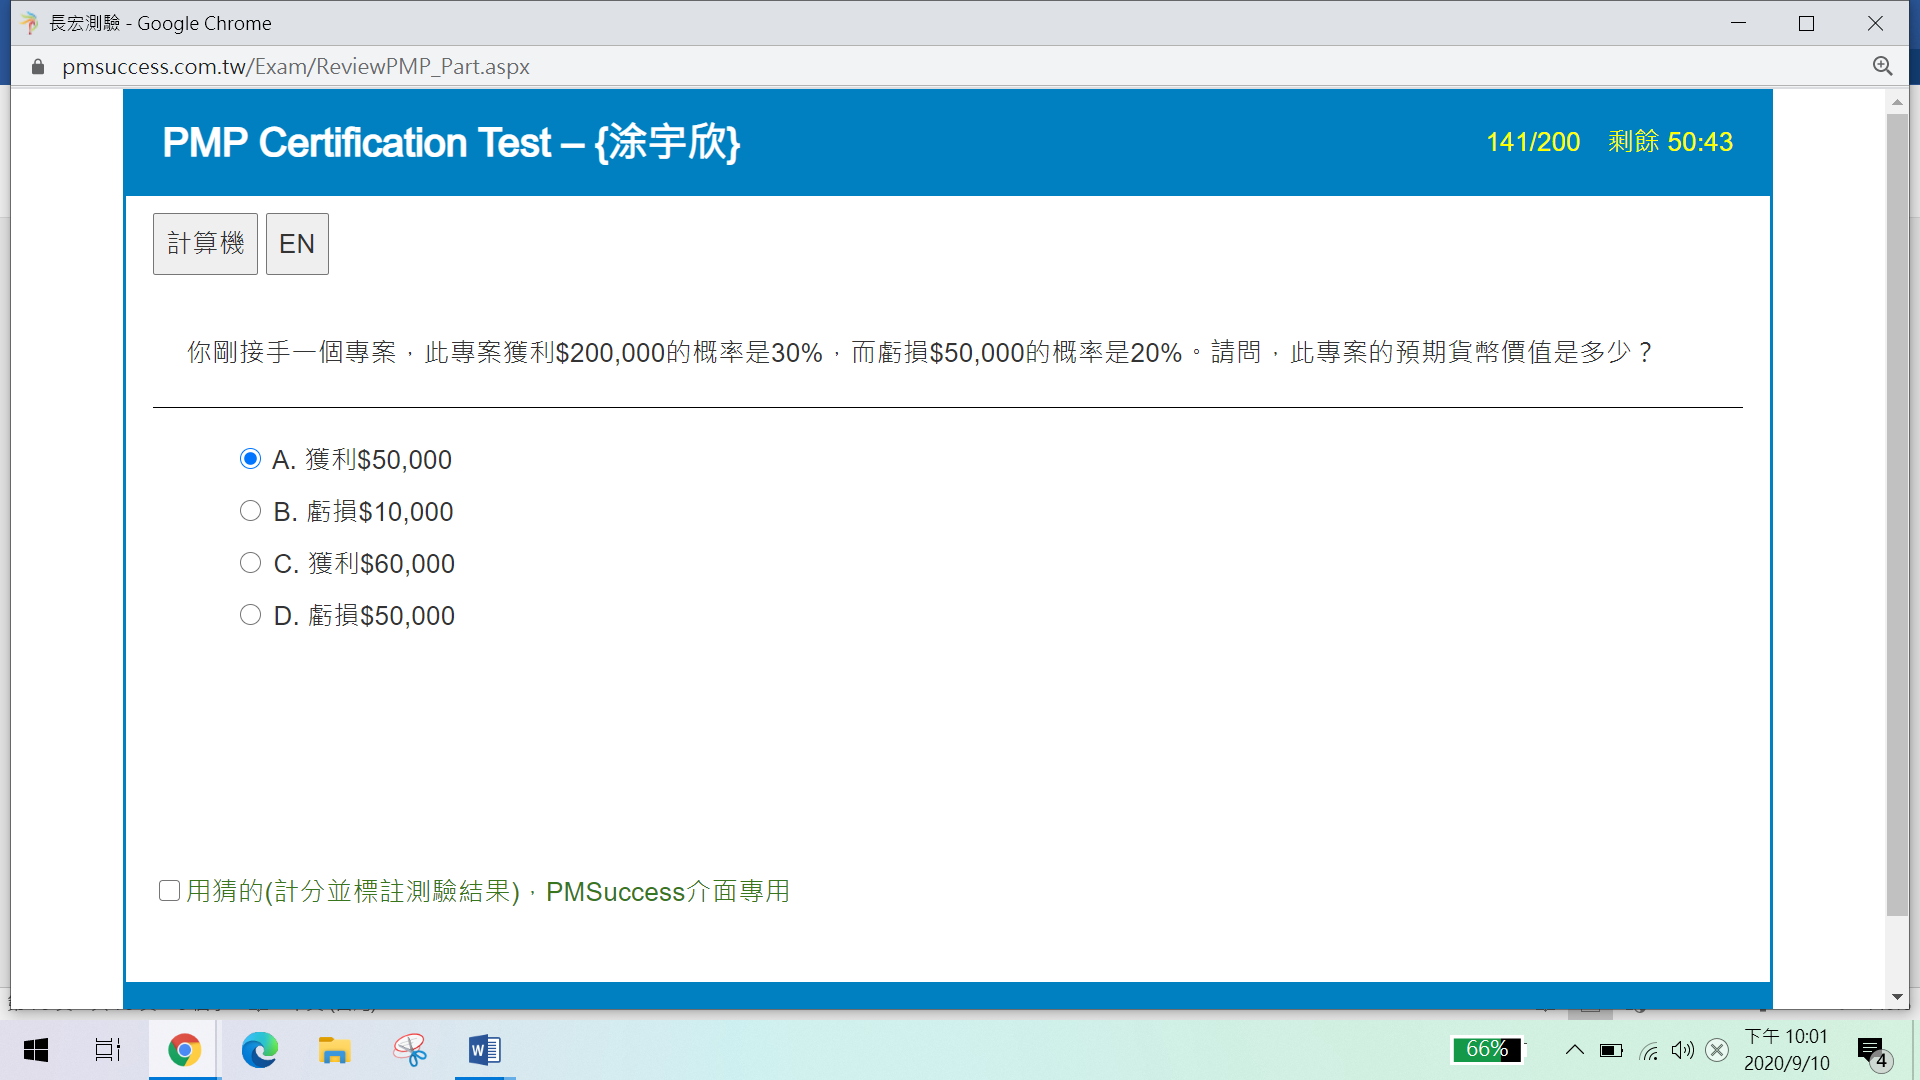 長宏測驗 - Google Chrome
pmsuccess.com.tw/Exam/ReviewPMP_Part.aspx
PMP Certification Test – {涂宇欣}
141/200 剩餘 50:43
計算機 EN
你剛接手一個專案，此專案獲利$200,000的概率是30%，而虧損$50,000的概率是20%。請問，此專案的預期貨幣價值是多少？
A. 獲利$50,000
B. 虧損$10,000
C. 獲利$60,000
D. 虧損$50,000
用猜的(計分並標註測驗結果)，PMSuccess介面專用
66%
下午 10:01
2020/9/10
4